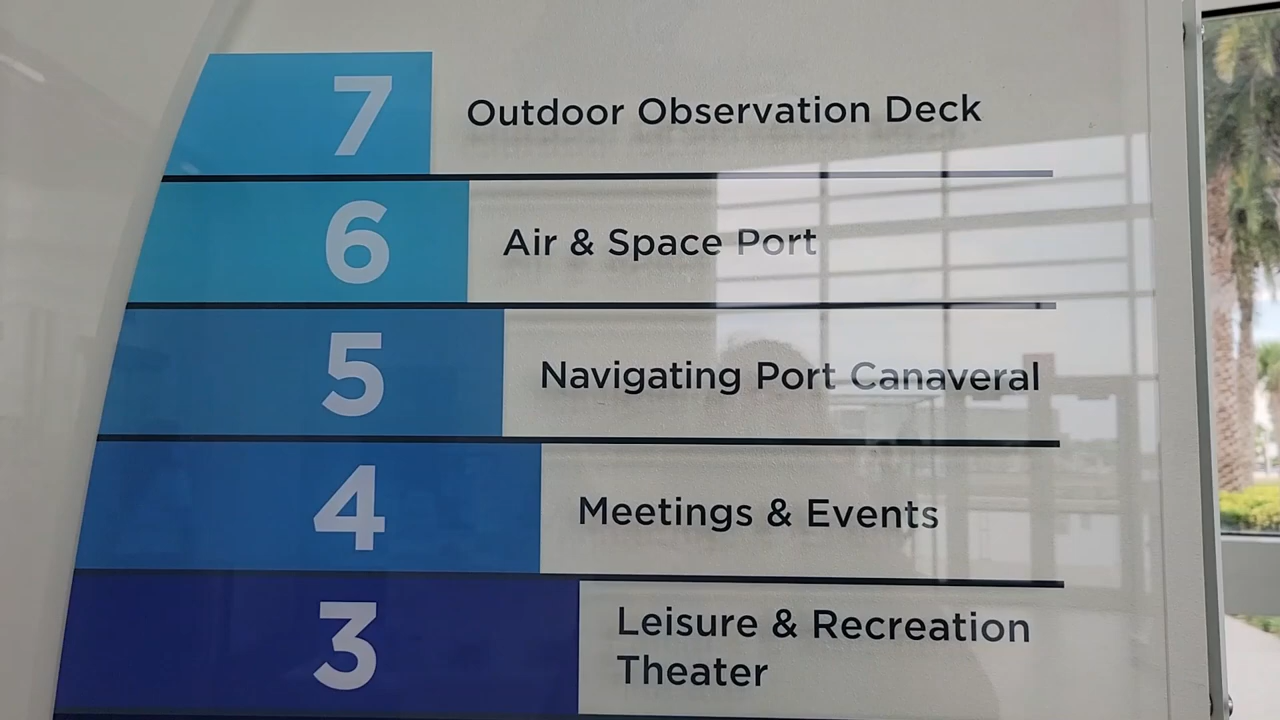 7 Outdoor Observation Deck
6 Air & Space Port
5 Navigating Port Canaveral
4 Meetings & Events
3 Leisure & Recreation
Theater